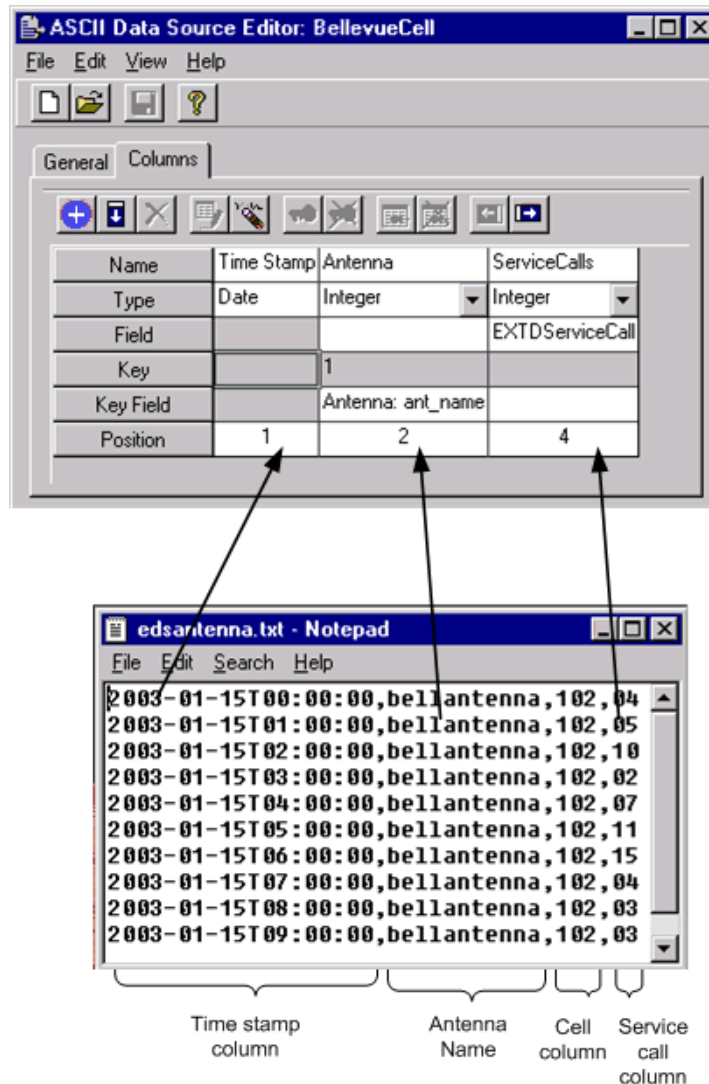 ASCII Data Source Editor: BellevueCell
File Edit View Help
General Columns
Name Time Stamp Antenna ServiceCalls
Type Date Integer Integer
Field EXTDServiceCall
Key 1
Key Field Antenna: ant_name
Position 1 2 4
edsantenna.txt - Notepad
File Edit Search Help
2003-01-15T00:00:00,bellantenna,102,04
2003-01-15T01:00:00,bellantenna,102,05
2003-01-15T02:00:00,bellantenna,102,10
2003-01-15T03:00:00,bellantenna,102,02
2003-01-15T04:00:00,bellantenna,102,07
2003-01-15T05:00:00,bellantenna,102,11
2003-01-15T06:00:00,bellantenna,102,15
2003-01-15T07:00:00,bellantenna,102,04
2003-01-15T08:00:00,bellantenna,102,03
2003-01-15T09:00:00,bellantenna,102,03
Time stamp column
Antenna Name
Cell column
Service call column